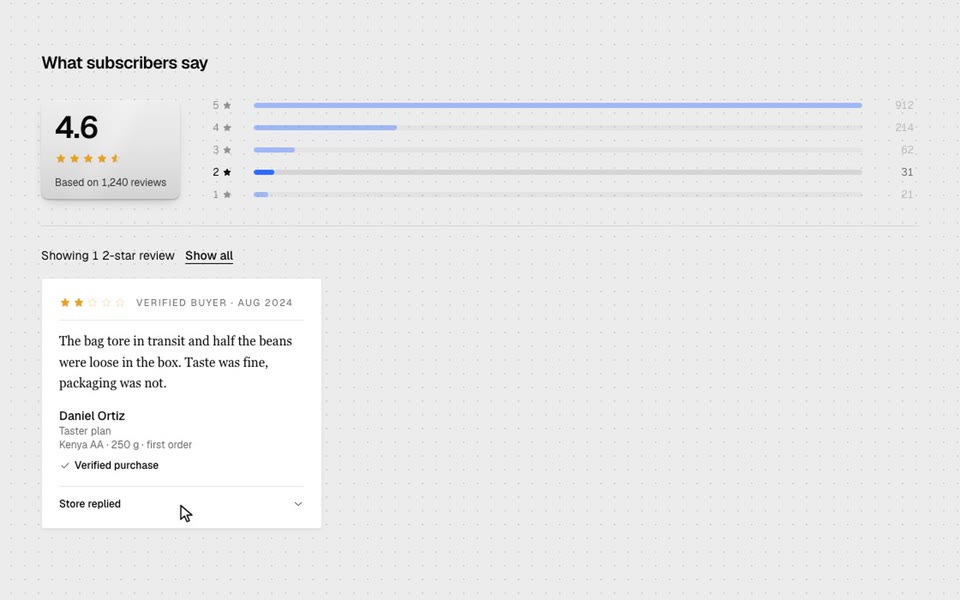 What subscribers say
4.6
Based on 1,240 reviews
5 ★ 912
4 ★ 214
3 ★ 62
2 ★ 31
1 ★ 21
Showing 1 2-star review Show all
VERIFIED BUYER · AUG 2024
The bag tore in transit and half the beans
were loose in the box. Taste was fine,
packaging was not.
Daniel Ortiz
Taster plan
Kenya AA · 250 g · first order
Verified purchase
Store replied